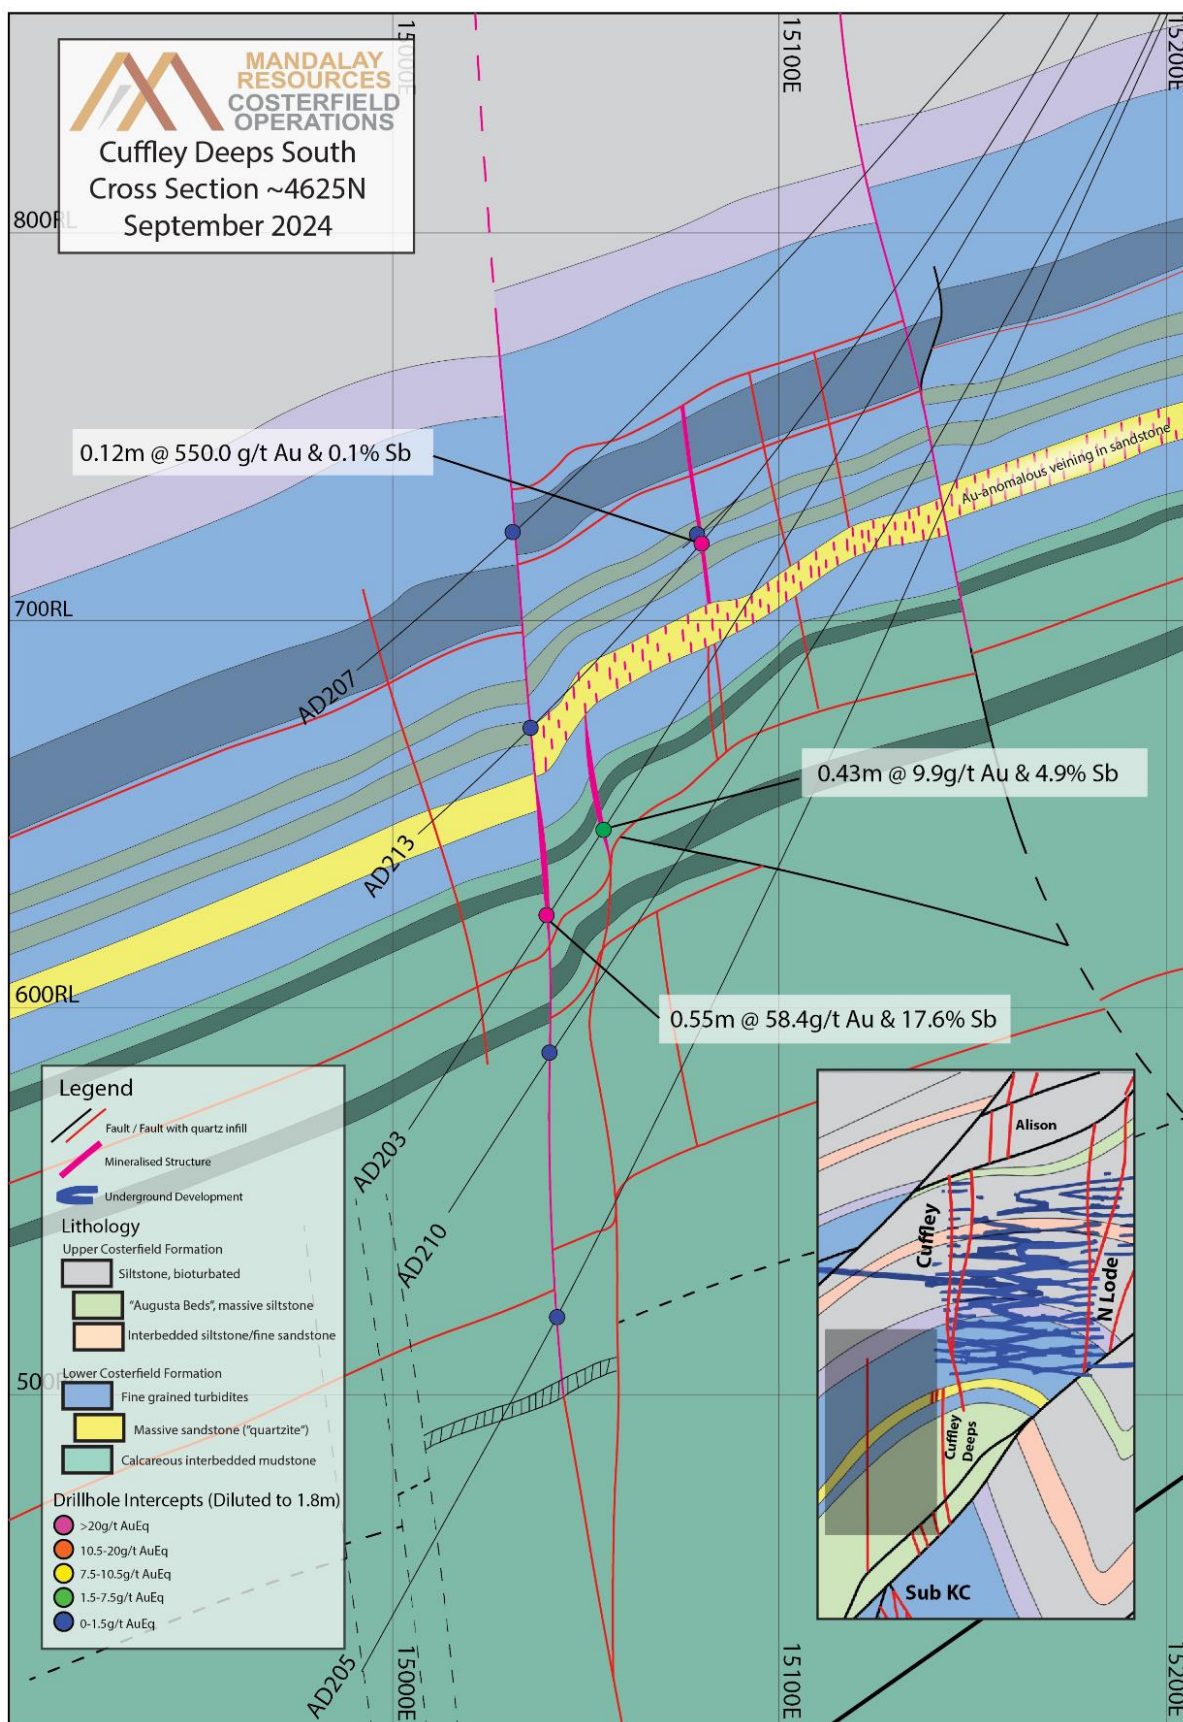 15000E
15100E
15200E
MANDALAY
RESOURCES
COSTERFIELD
OPERATIONS
Cuffley Deeps South
Cross Section ~4625N
September 2024
800RL
0.12m @ 550.0 g/t Au & 0.1% Sb
Au-anomalous veining in sandstone
700RL
AD207
0.43m @ 9.9g/t Au & 4.9% Sb
AD213
600RL
0.55m @ 58.4g/t Au & 17.6% Sb
AD203
AD210
500
AD205
Legend
Fault / Fault with quartz infill
Mineralised Structure
Underground Development
Lithology
Upper Costerfield Formation
Siltstone, bioturbated
"Augusta Beds", massive siltstone
Interbedded siltstone/fine sandstone
Lower Costerfield Formation
Fine grained turbidites
Massive sandstone ("quartzite")
Calcareous interbedded mudstone
Drillhole Intercepts (Diluted to 1.8m)
>20g/t AuEq
10.5-20g/t AuEq
7.5-10.5g/t AuEq
1.5-7.5g/t AuEq
0-1.5g/t AuEq
Alison
Cuffley
N Lode
Cuffley
Deeps
Sub KC
15000E
15100E
15200E